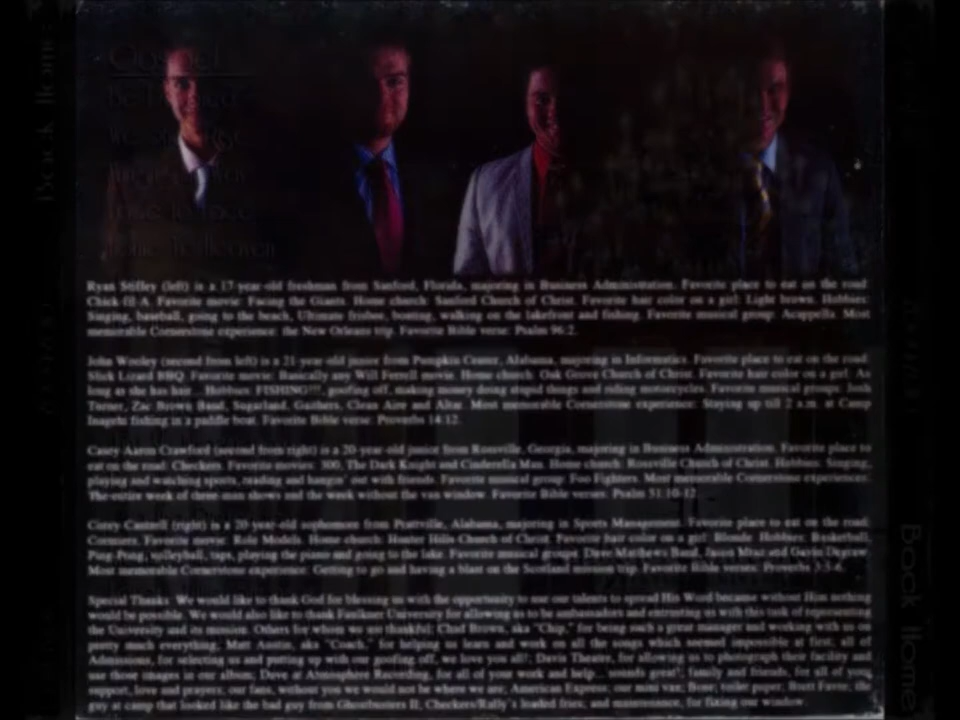 Back Home
Gospel
Face to Face
Ryan Stifley (left) is a 17-year-old freshman from Sanford, Florida, majoring in Business Administration. Favorite place to eat on the road:
Chick fil A. Favorite movie: Facing the Giants. Home church: Sanford Church of Christ. Favorite hair color on a girl: Light brown. Hobbies:
Singing, baseball, going to the beach, Ultimate frisbee, boating, walking on the lakefront and fishing. Favorite musical group: Acappella. Most
memorable Cornerstone experience: the New Orleans trip. Favorite Bible verse: Psalm 96:2.
John Wooley (second from left) is a 21-year-old junior from Pumpkin Center, Alabama, majoring in Informatics. Favorite place to eat on the road:
Slick Lizard BBQ. Favorite movie: Basically any Will Ferrell movie. Home church: Oak Grove Church of Christ. Favorite hair color on a girl: As
long as she has hair... Hobbies: FISHING!!!, goofing off, making money doing stupid things and riding motorcycles. Favorite musical groups: Josh
Turner, Zac Brown Band, Sugarland, Gaithers, Clean Aire and Altar. Most memorable Cornerstone experience: Staying up till 2 a.m. at Camp
Inagehi fishing in a paddle boat. Favorite Bible verse: Proverbs 14:12.
Casey Aaron Crawford (second from right) is a 20-year-old junior from Rossville, Georgia, majoring in Business Administration. Favorite place to
eat on the road: Checkers. Favorite movies: 300, The Dark Knight and Cinderella Man. Home church: Rossville Church of Christ. Hobbies: Singing,
playing and watching sports, reading and hangin' out with friends. Favorite musical group: Foo Fighters. Most memorable Cornerstone experiences:
The entire week of three-man shows and the week without the van window. Favorite Bible verses: Psalm 51:10-12.
Corey Cantrell (right) is a 20-year-old sophomore from Prattville, Alabama, majoring in Sports Management. Favorite place to eat on the road:
Favorite movie: Role Models. Home church: Hunter Hills Church of Christ. Favorite hair color on a girl: Blonde. Hobbies: Basketball,
Ping-Pong, volleyball, naps, playing the piano and going to the lake. Favorite musical groups: Dave Matthews Band, Jason Mraz and Gavin Degraw.
Most memorable Cornerstone experience: Getting to go and having a blast on the Scotland mission trip. Favorite Bible verses: Proverbs 3:5-6.
Special Thanks: We would like to thank God for blessing us with the opportunity to use our talents to spread His Word because without Him nothing
would be possible. We would also like to thank Faulkner University for allowing us to be ambassadors and entrusting us with this task of representing
the University and its mission. Others for whom we are thankful: Chad Brown, aka "Chip," for being such a great manager and working with us on
pretty much everything; Matt Austin, aka "Coach," for helping us learn and work on all the songs which seemed impossible at first; all of
Admissions, for selecting us and putting up with our goofing off, we love you all!; Davis Theatre, for allowing us to photograph their facility and
use those images in our album; Dave at Atmosphere Recording, for all of your work and help... sounds great!; family and friends, for all of your
support, love and prayers; our fans, without you we would not be where we are; American Express; our mini van; toilet paper; Brett Favre; the
guy at camp that looked like the bad guy from Ghostbusters II; Checkers/Rally's loaded fries; and maintenance, for fixing our window.
Back Home